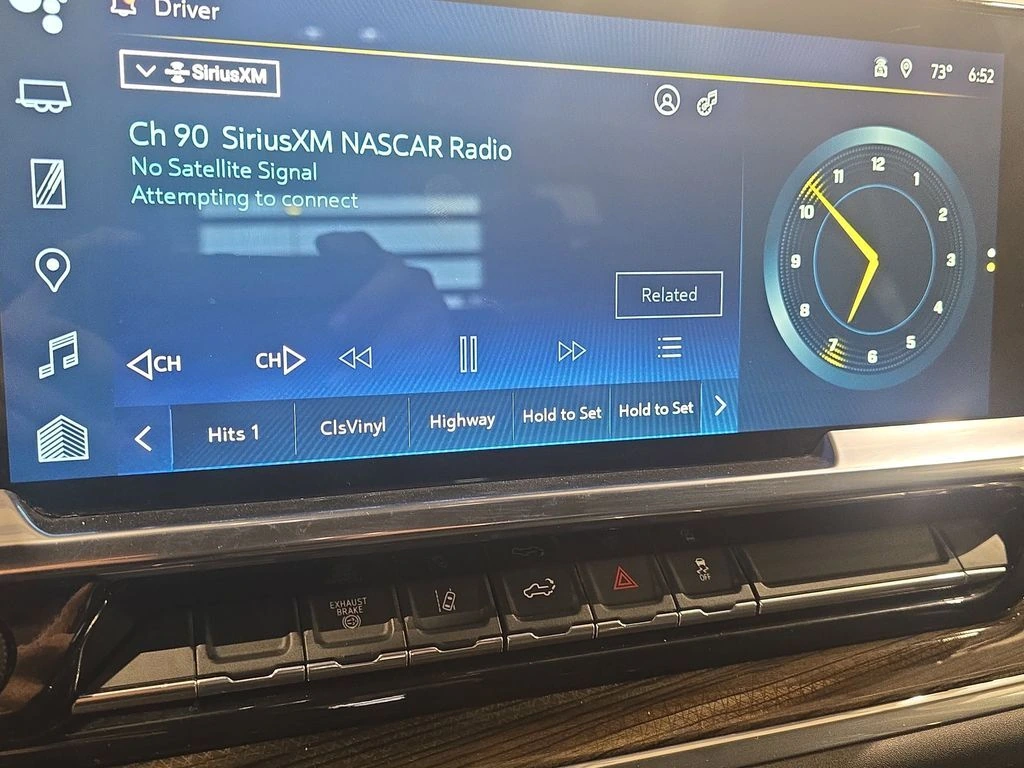 Driver
SiriusXM
73° 6:52
Ch 90 SiriusXM NASCAR Radio
No Satellite Signal
Attempting to connect
Related
CH
CH
Hits 1
ClsVinyl
Highway
Hold to Set
Hold to Set
12
1
2
3
4
5
6
7
8
9
10
11
EXHAUST
BRAKE
OFF